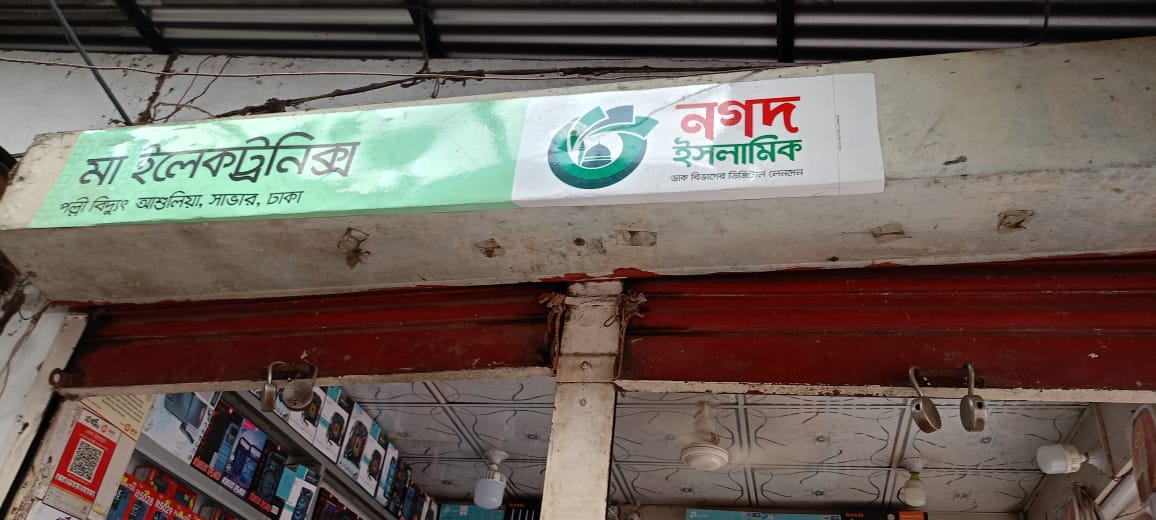 মা ইলেকট্রনিক্স
পল্লী বিদ্যুৎ আশুলিয়া, সাভার, ঢাকা
নগদ
ইসলামিক
ডাক বিভাগের ডিজিটাল লেনদেন